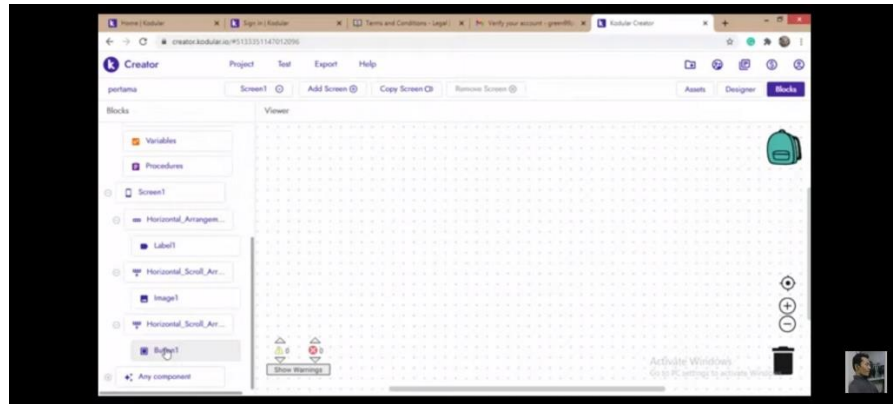 Home | Kodular
Sign in | Kodular
Terms and Conditions - Legal |
Verify your account - green
Kodular Creator
creator.kodular.io/#5133351147012096
Creator
Project Test Export Help
pertama
Screen1 Add Screen Copy Screen Remove Screen
Assets Designer Blocks
Blocks
Viewer
Variables
Procedures
Screen1
Horizontal_Arrangem...
Label1
Horizontal_Scroll_Arr...
Image1
Horizontal_Scroll_Arr...
Button1
Any component
0 0
Show Warnings
Activate Windows
Go to PC settings to activate Windows